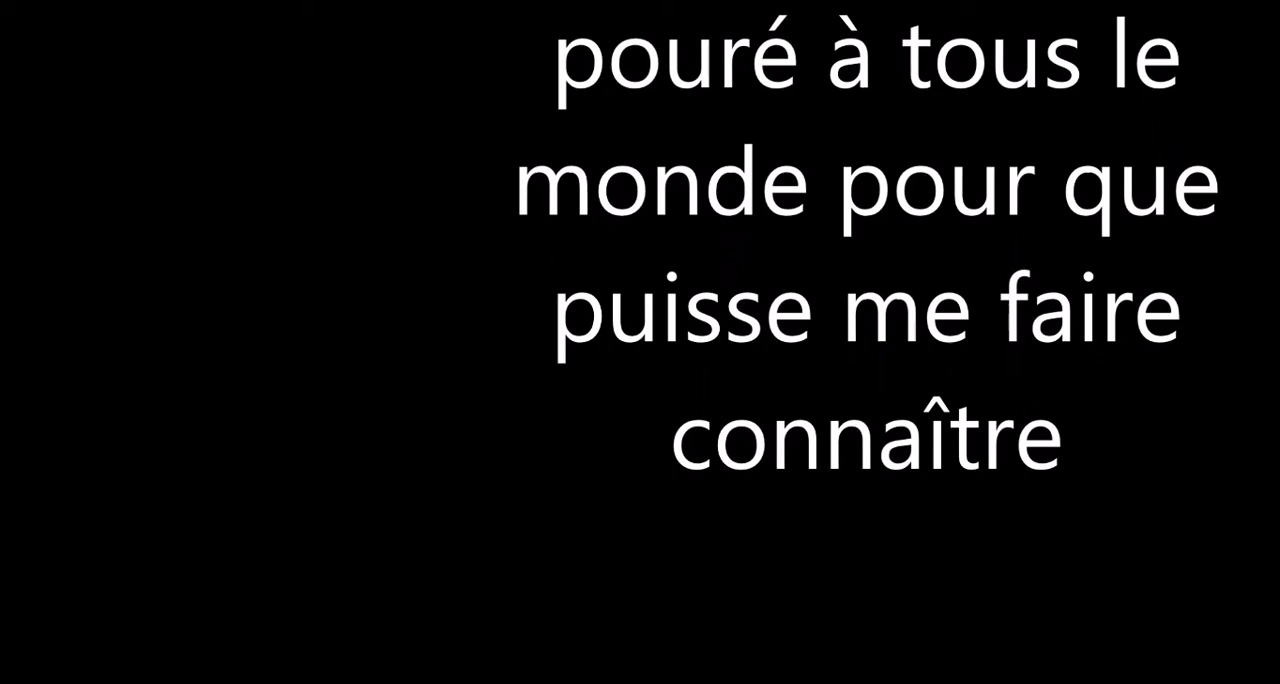 pouré à tous le
monde pour que
puisse me faire
connaître